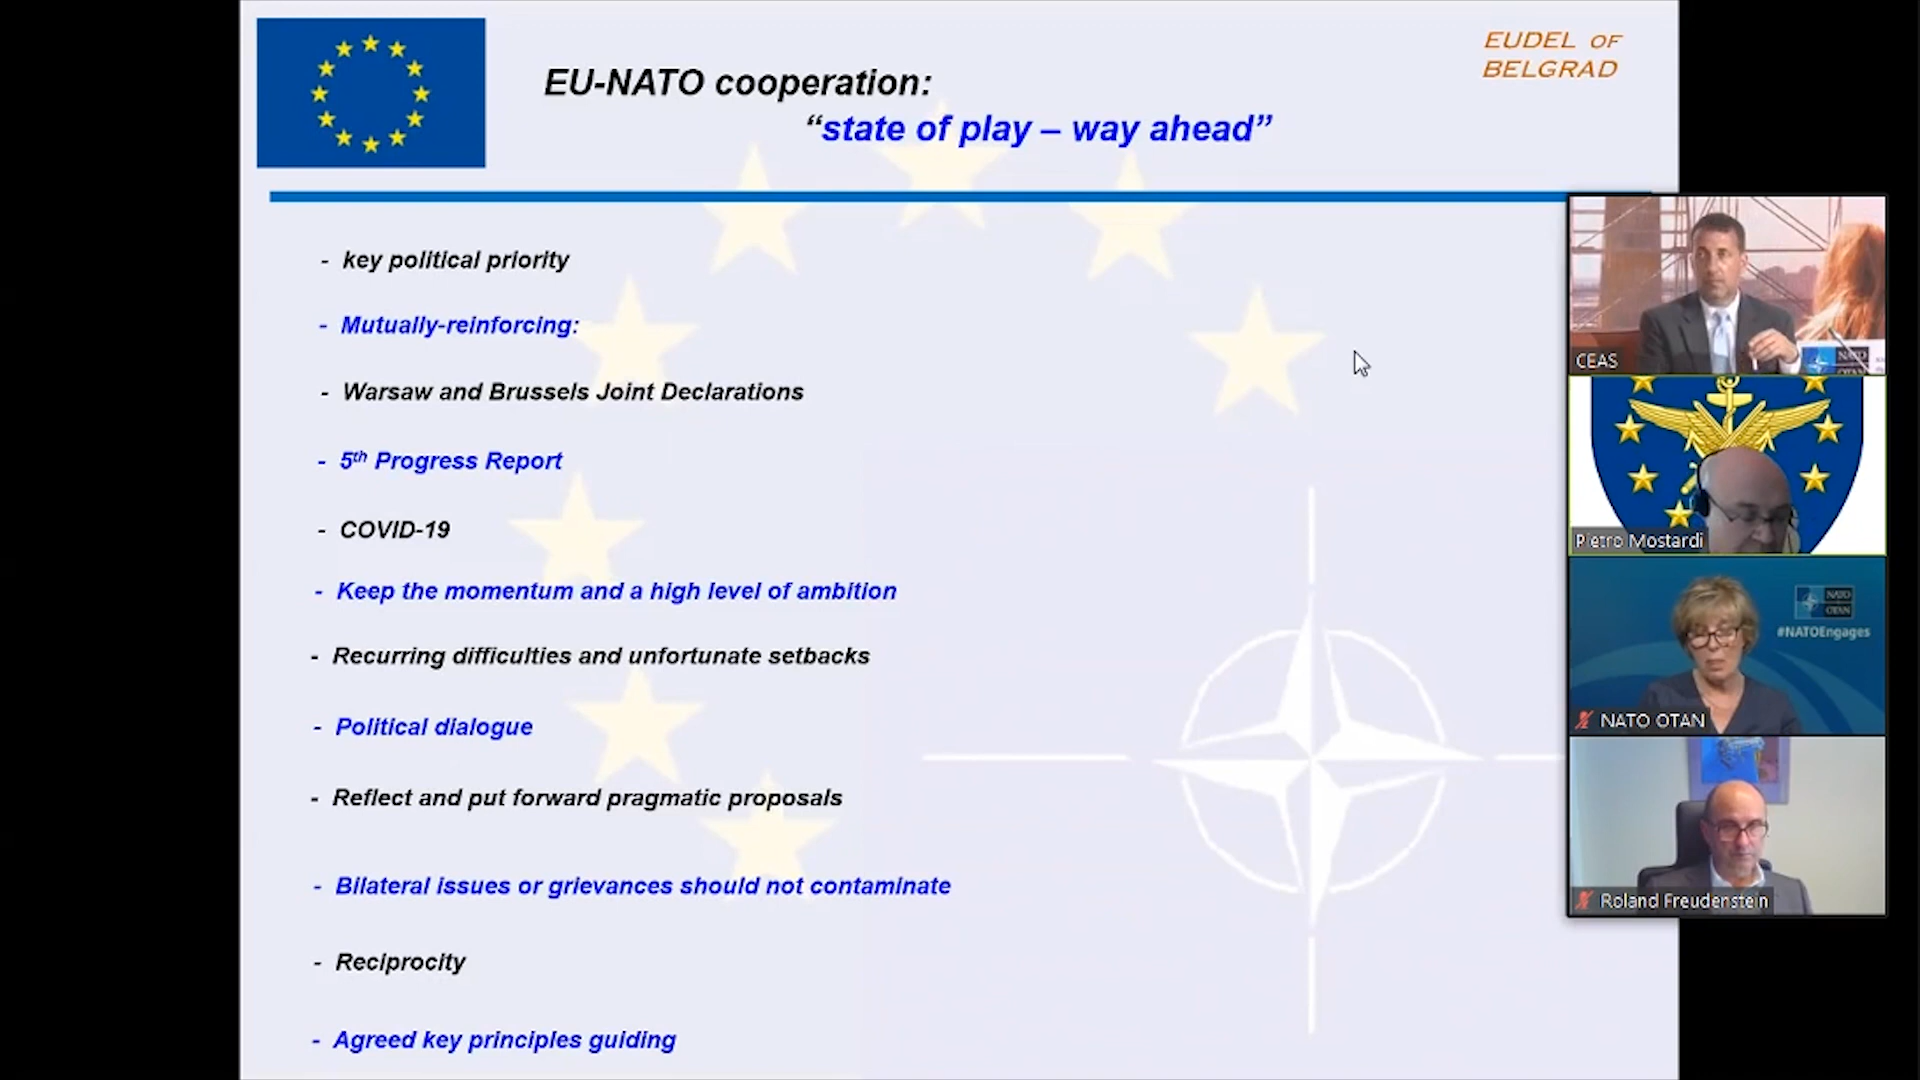 EUDEL OF
BELGRAD
EU-NATO cooperation:
“state of play – way ahead”
- key political priority
- Mutually-reinforcing:
- Warsaw and Brussels Joint Declarations
- 5th Progress Report
- COVID-19
- Keep the momentum and a high level of ambition
- Recurring difficulties and unfortunate setbacks
- Political dialogue
- Reflect and put forward pragmatic proposals
- Bilateral issues or grievances should not contaminate
- Reciprocity
- Agreed key principles guiding
NATO
CEAS
Pietro Mostardi
NATO
OTAN
#NATOEngages
NATO OTAN
Roland Freudenstein